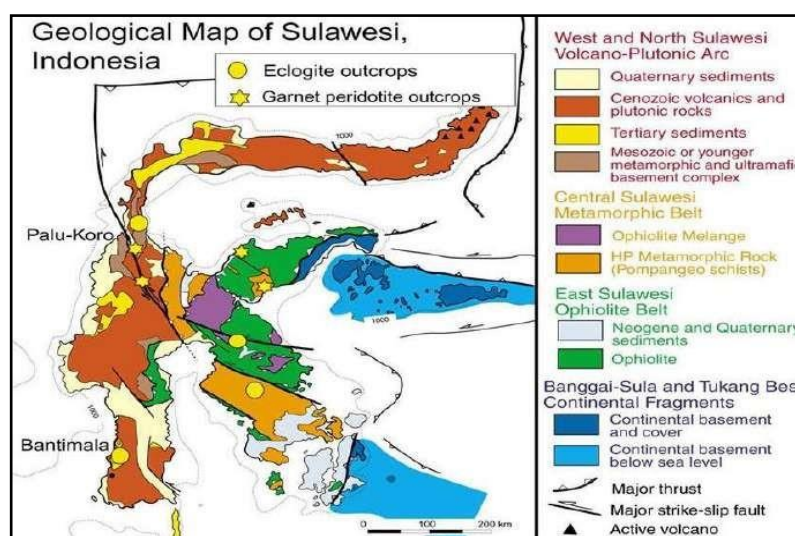 Geological Map of Sulawesi,
Indonesia
Eclogite outcrops
Garnet peridotite outcrops
1000
Palu-Koro
1000
1000
Bantimala
0 100 200 km
West and North Sulawesi
Volcano-Plutonic Arc
Quaternary sediments
Cenozoic volcanics and
plutonic rocks
Tertiary sediments
Mesozoic or younger
metamorphic and ultramafi
basement complex
Central Sulawesi
Metamorphic Belt
Ophiolite Melange
HP Metamorphic Rock
(Pompangeo schists)
East Sulawesi
Ophiolite Belt
Neogene and Quaternary
sediments
Ophiolite
Banggai-Sula and Tukang Bes
Continental Fragments
Continental basement
and cover
Continental basement
below sea level
Major thrust
Major strike-slip fault
Active volcano